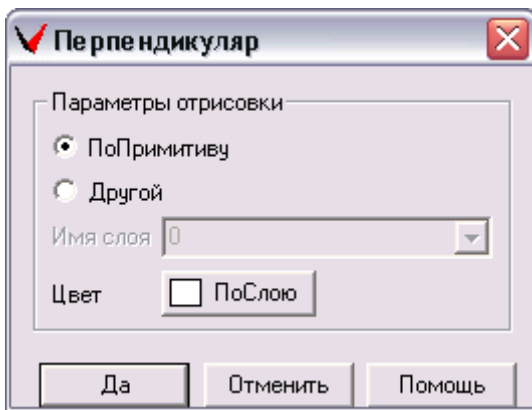 Перпендикуляр
Параметры отрисовки
ПоПримитиву
Другой
Имя слоя 0
Цвет ПоСлою
Да Отменить Помощь